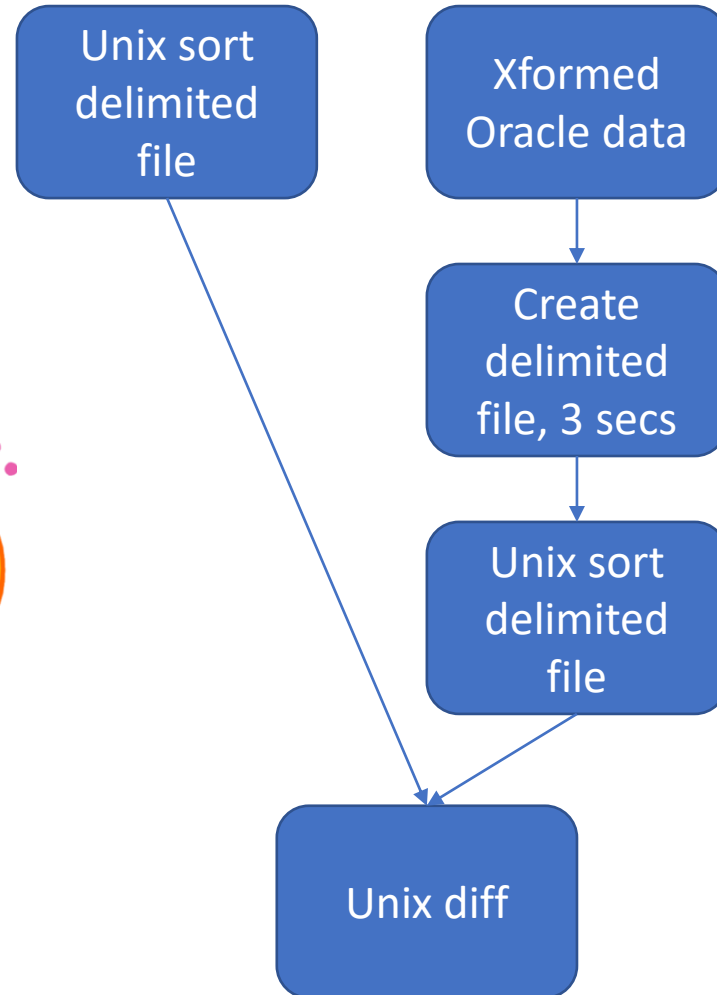 Unix sort
delimited
file
Xformed
Oracle data
Create
delimited
file, 3 secs
Unix sort
delimited
file
Unix diff